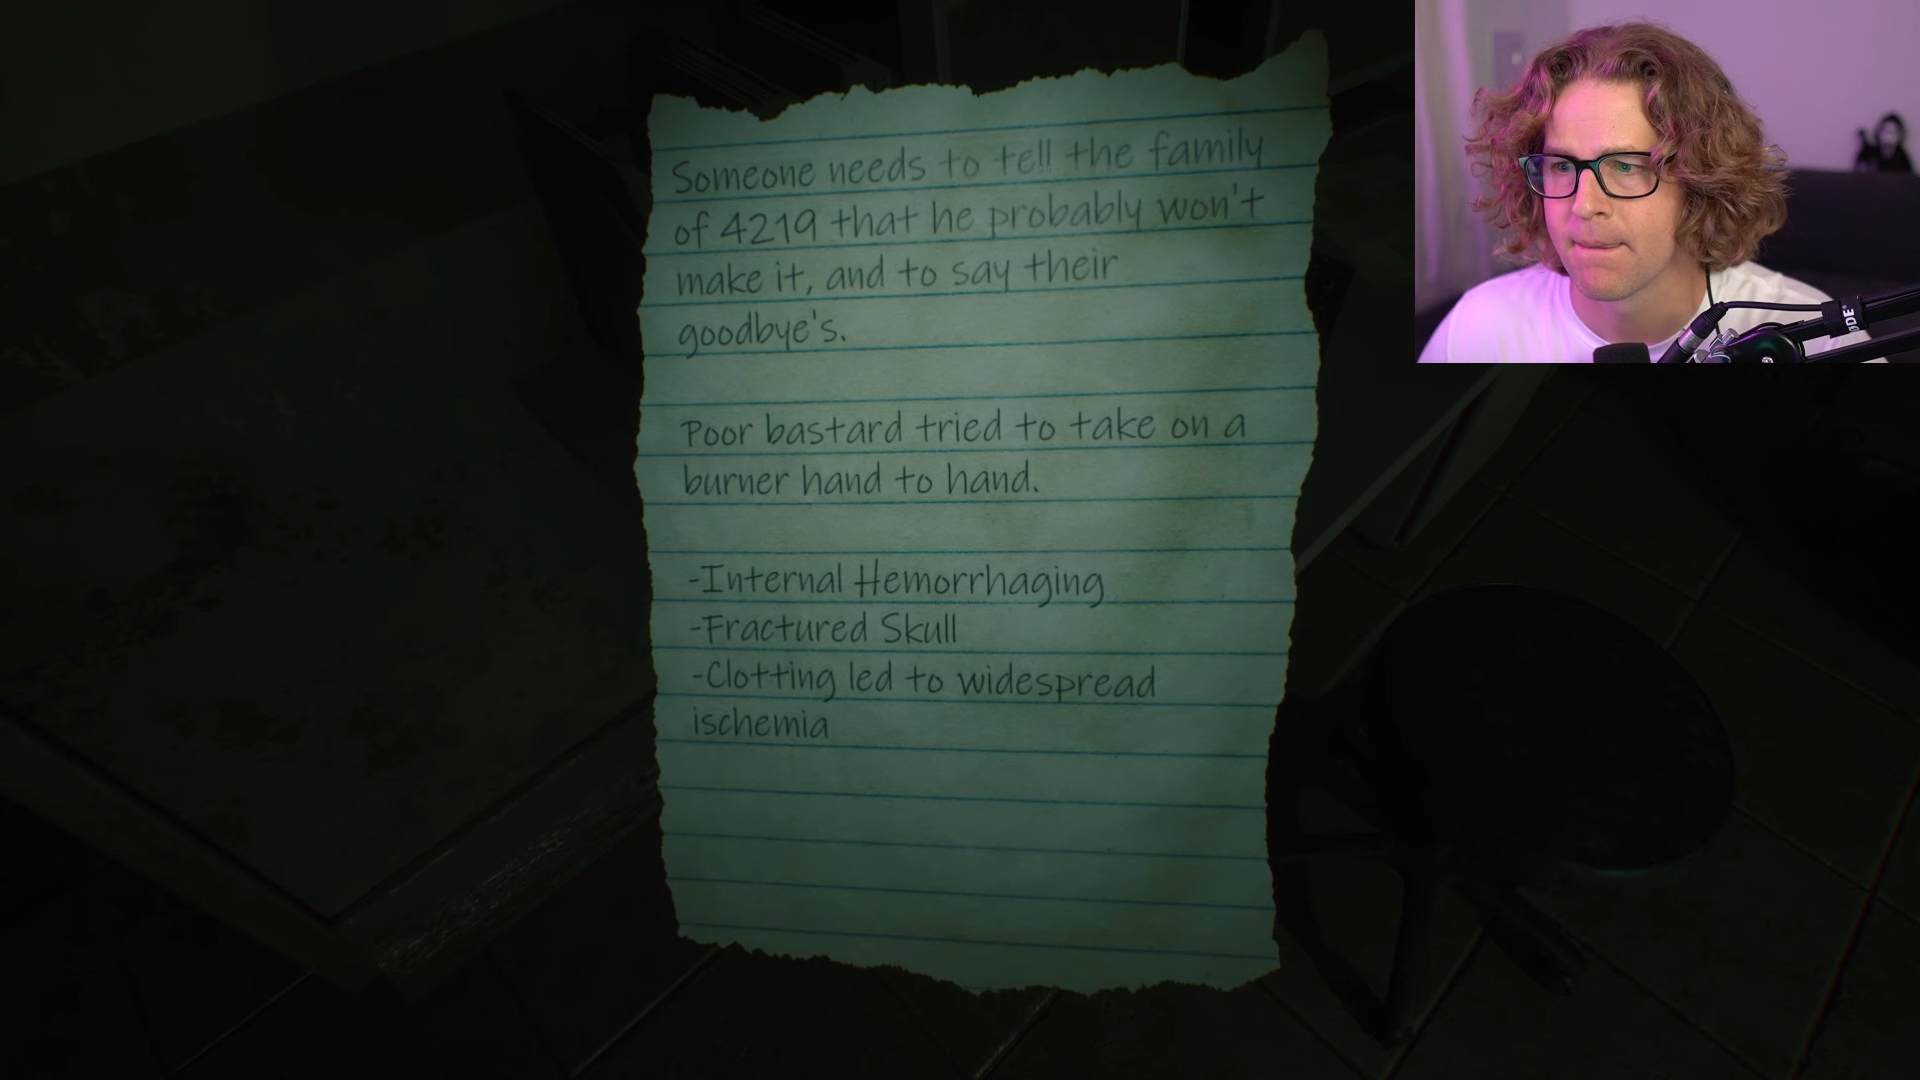 Someone needs to tell the family
of 4219 that he probably won't
make it, and to say their
goodbye's.
Poor bastard tried to take on a
burner hand to hand.
-Internal Hemorrhaging
-Fractured Skull
-Clotting led to widespread
ischemia